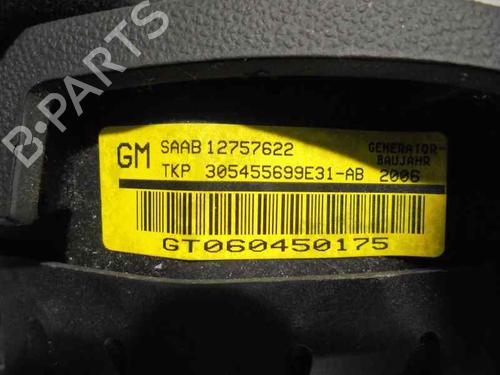 B-PARTS
GM SAAB 12757622 GENERATOR-
BAUJAHR
TKP 305455699E31-AB 2006
GT060450175